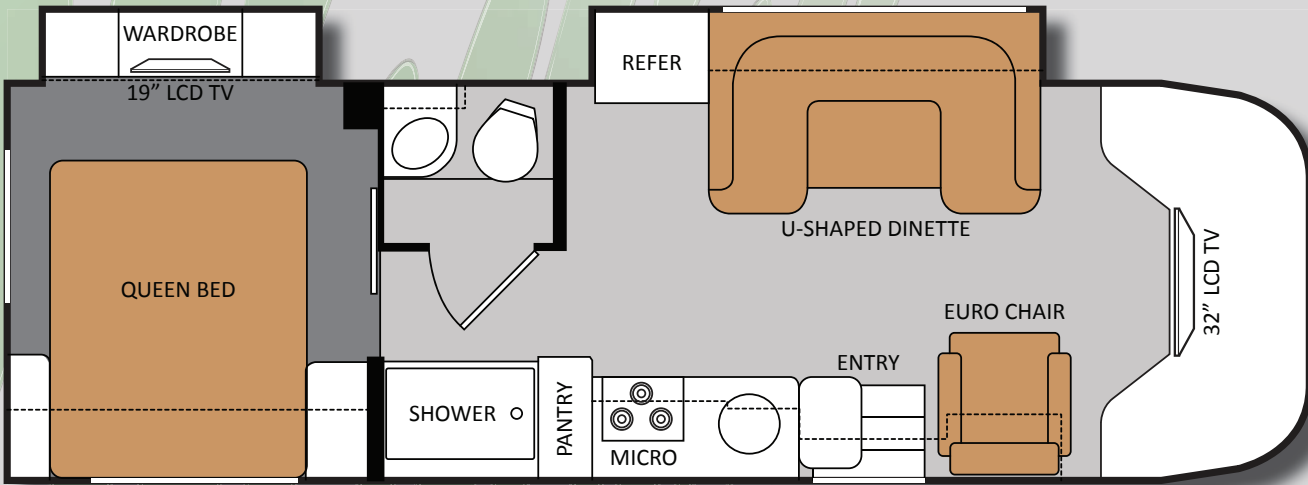 WARDROBE
19” LCD TV
REFER
U-SHAPED DINETTE
QUEEN BED
EURO CHAIR
32” LCD TV
ENTRY
SHOWER
PANTRY
MICRO